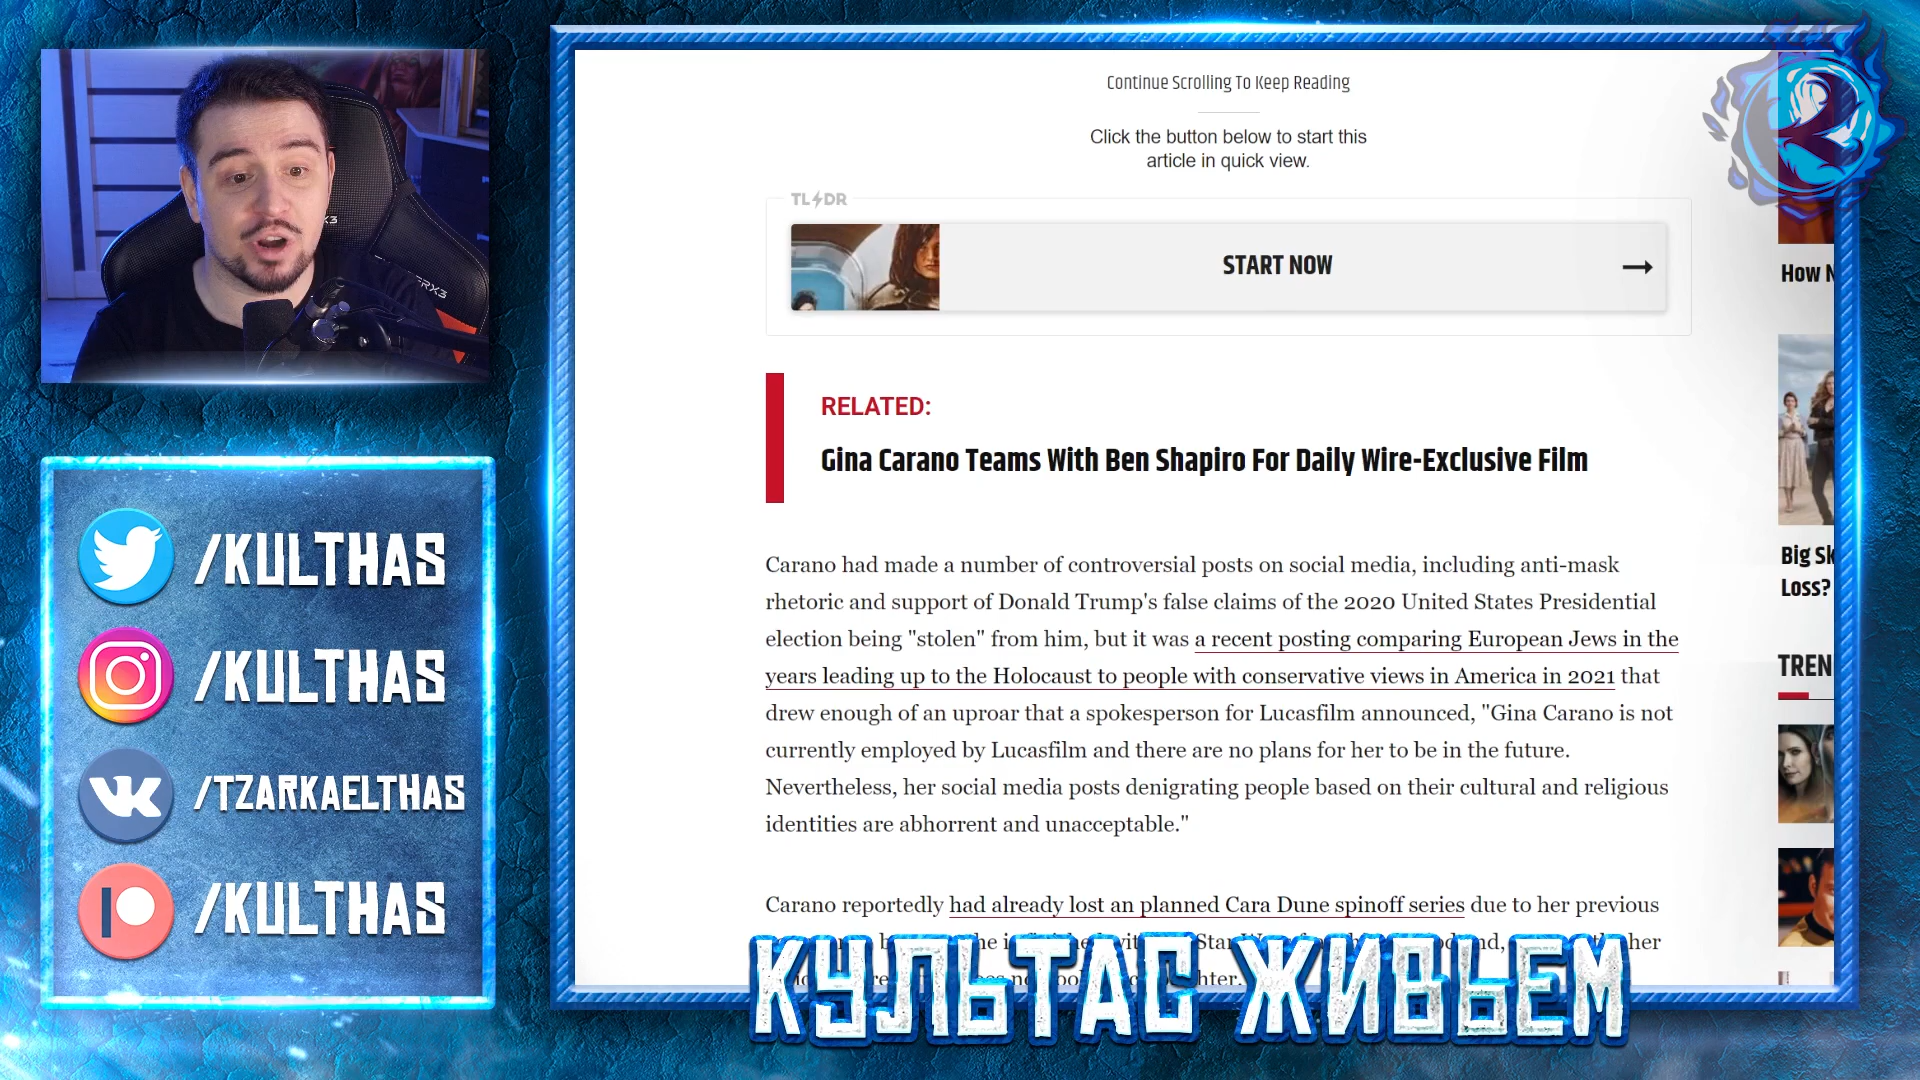 Continue Scrolling To Keep Reading
Click the button below to start this
article in quick view.
TL DR
START NOW
How
RELATED:
Gina Carano Teams With Ben Shapiro For Daily Wire-Exclusive Film
Big
Loss?
Carano had made a number of controversial posts on social media, including anti-mask
rhetoric and support of Donald Trump's false claims of the 2020 United States Presidential
election being "stolen" from him, but it was a recent posting comparing European Jews in the
years leading up to the Holocaust to people with conservative views in America in 2021 that
drew enough of an uproar that a spokesperson for Lucasfilm announced, "Gina Carano is not
currently employed by Lucasfilm and there are no plans for her to be in the future.
Nevertheless, her social media posts denigrating people based on their cultural and religious
identities are abhorrent and unacceptable."
Carano reportedly had already lost an planned Cara Dune spinoff series due to her previous
her
TREN
/KULTHAS
/KULTHAS
/TZARKAELTHAS
/KULTHAS
КУЛЬТАС ЖИВЬЕМ